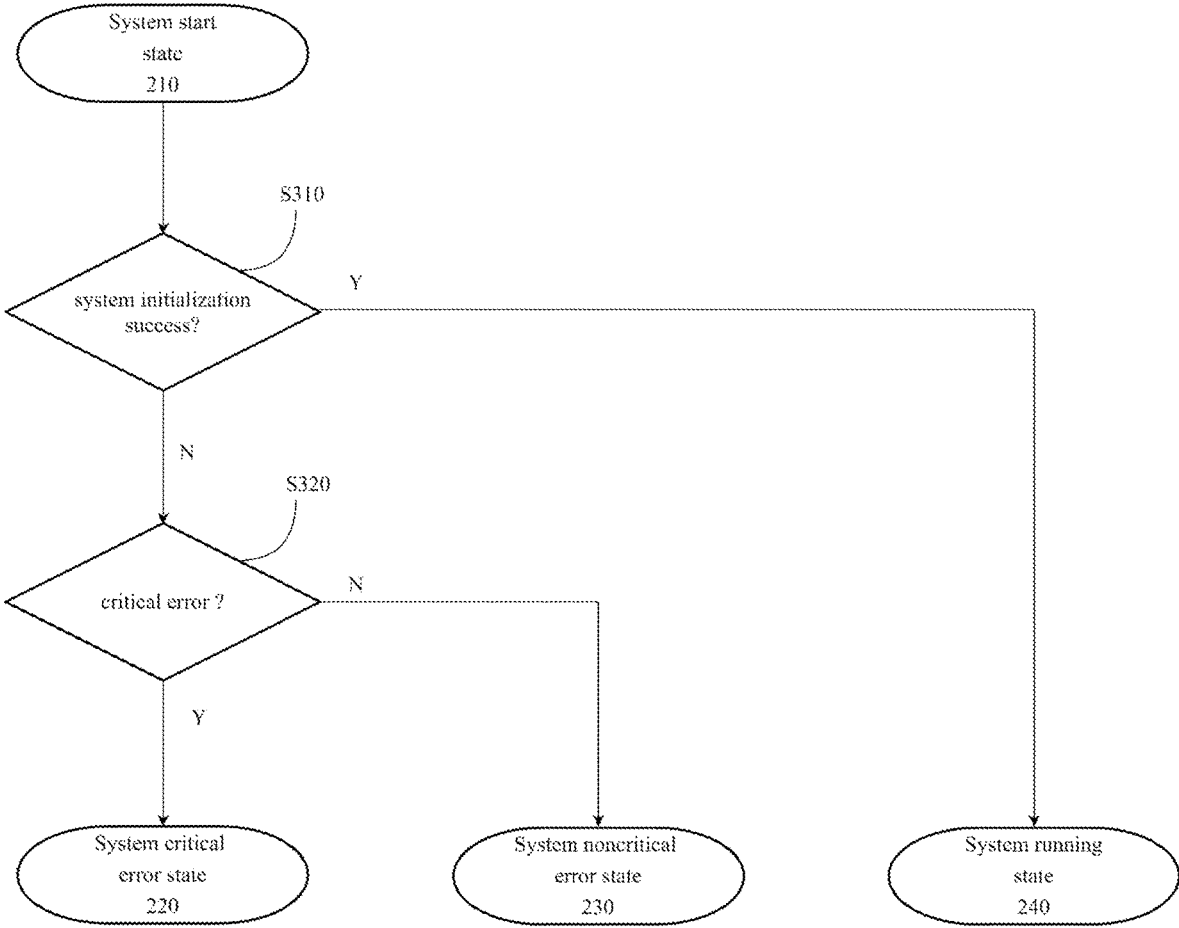 System start
state
210
S310
Y
system initialization
success?
N
S320
N
critical error ?
Y
System critical
error state
220
System noncritical
error state
230
System running
state
240